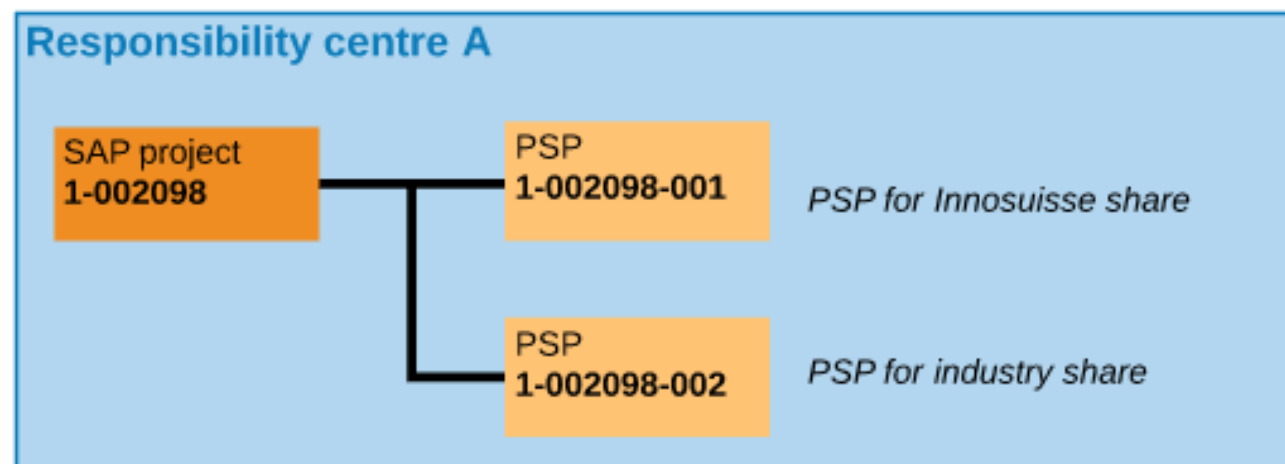 Responsibility centre A
SAP project
1-002098
PSP
1-002098-001
PSP for Innosuisse share
PSP
1-002098-002
PSP for industry share